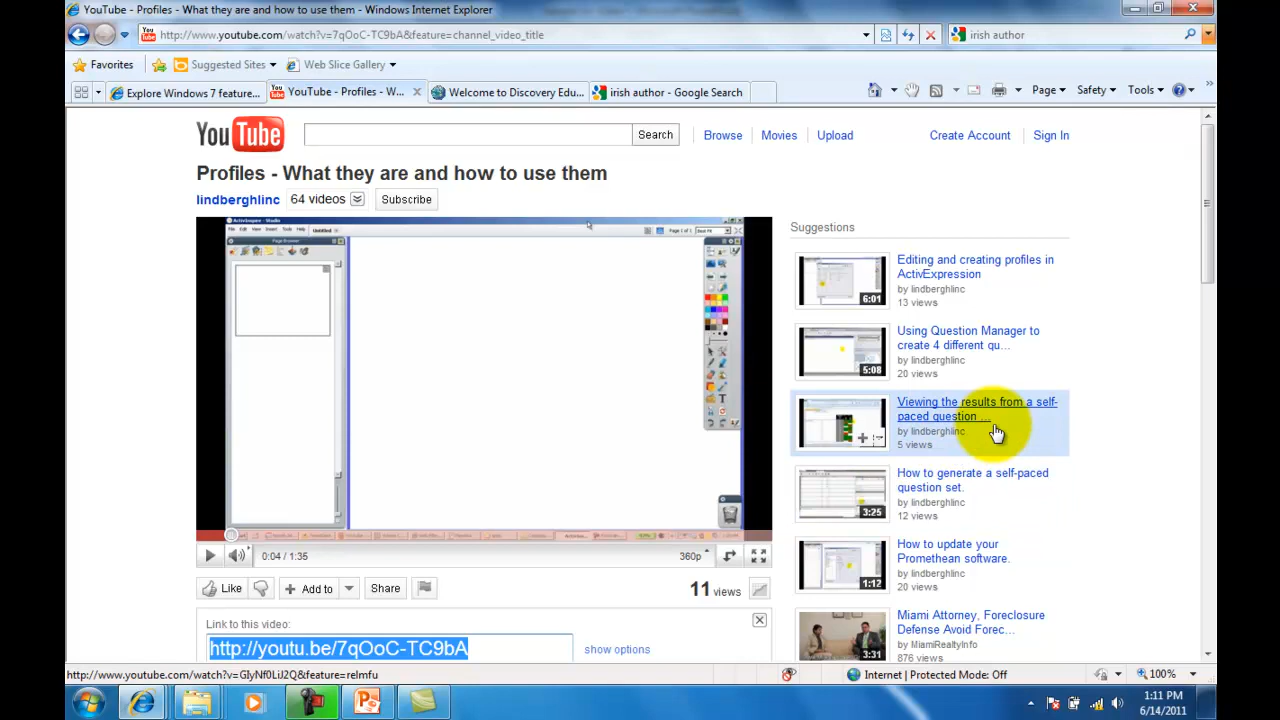 YouTube - Profiles - What they are and how to use them - Windows Internet Explorer
http://www.youtube.com/watch?v=7qOoC-TC9bA&feature=channel_video_title
irish author
Favorites
Suggested Sites
Web Slice Gallery
Explore Windows 7 feature...
YouTube - Profiles - W...
Welcome to Discovery Edu...
irish author - Google Search
Page
Safety
Tools
YouTube
Search
Browse
Movies
Upload
Create Account
Sign In
Profiles - What they are and how to use them
lindberghlinc
64 videos
Subscribe
Suggestions
Editing and creating profiles in
ActivExpression
by lindberghlinc
13 views
6:01
Using Question Manager to
create 4 different qu...
by lindberghlinc
20 views
5:08
Viewing the results from a self-
paced question ...
by lindberghlinc
5 views
How to generate a self-paced
question set.
by lindberghlinc
12 views
3:25
How to update your
Promethean software.
by lindberghlinc
20 views
1:12
Miami Attorney, Foreclosure
Defense Avoid Forec...
by MiamiRealtyInfo
876 views
3:31
0:04 / 1:35
360p
Like
Add to
Share
11 views
Link to this video:
http://youtu.be/7qOoC-TC9bA
show options
Internet | Protected Mode: Off
100%
1:11 PM
6/14/2011